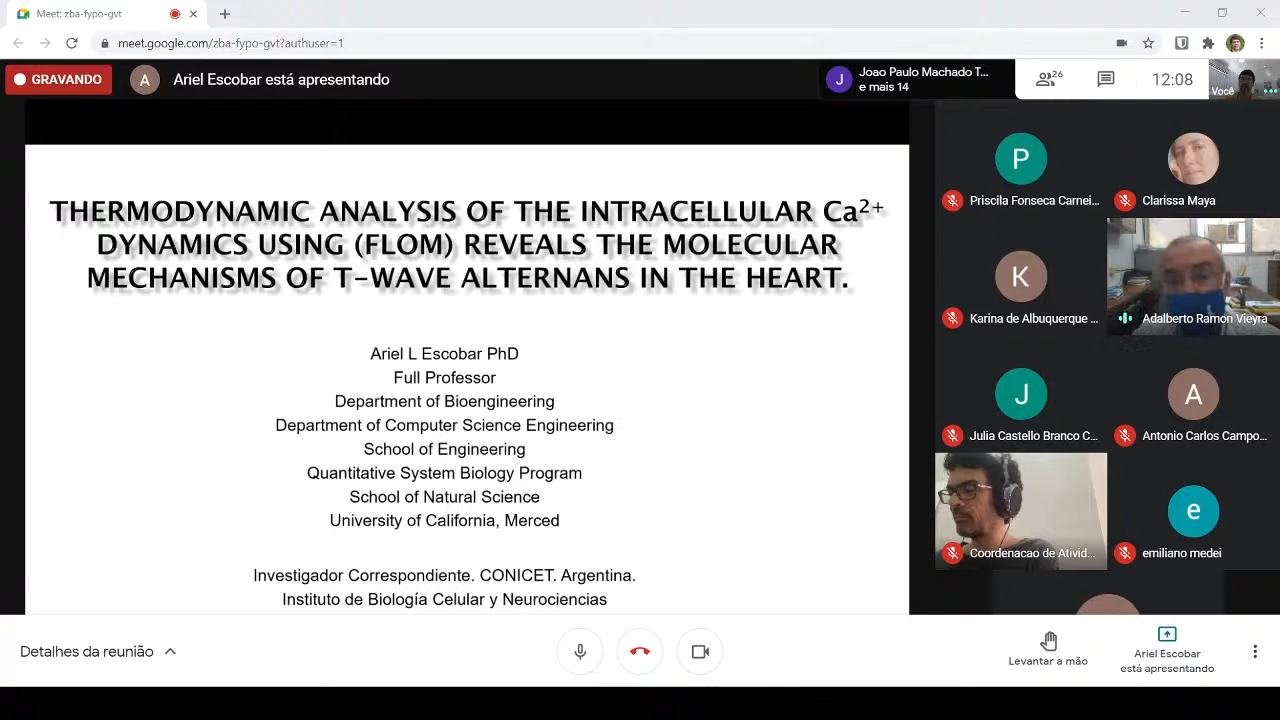 Meet: zba-fypo-gvt
meet.google.com/zba-fypo-gvt?authuser=1
GRAVANDO
A
Ariel Escobar está apresentando
J
Joao Paulo Machado T...
e mais 14
26
12:08
Você
THERMODYNAMIC ANALYSIS OF THE INTRACELLULAR Ca²⁺
DYNAMICS USING (FLOM) REVEALS THE MOLECULAR
MECHANISMS OF T-WAVE ALTERNANS IN THE HEART.
Ariel L Escobar PhD
Full Professor
Department of Bioengineering
Department of Computer Science Engineering
School of Engineering
Quantitative System Biology Program
School of Natural Science
University of California, Merced
Investigador Correspondiente. CONICET. Argentina.
Instituto de Biología Celular y Neurociencias
P
Priscila Fonseca Carnei...
Clarissa Maya
K
Karina de Albuquerque ...
Adalberto Ramon Vieyra
J
Julia Castello Branco C...
A
Antonio Carlos Campo...
Coordenacao de Ativid...
e
emiliano medei
Detalhes da reunião
Levantar a mão
Ariel Escobar
está apresentando